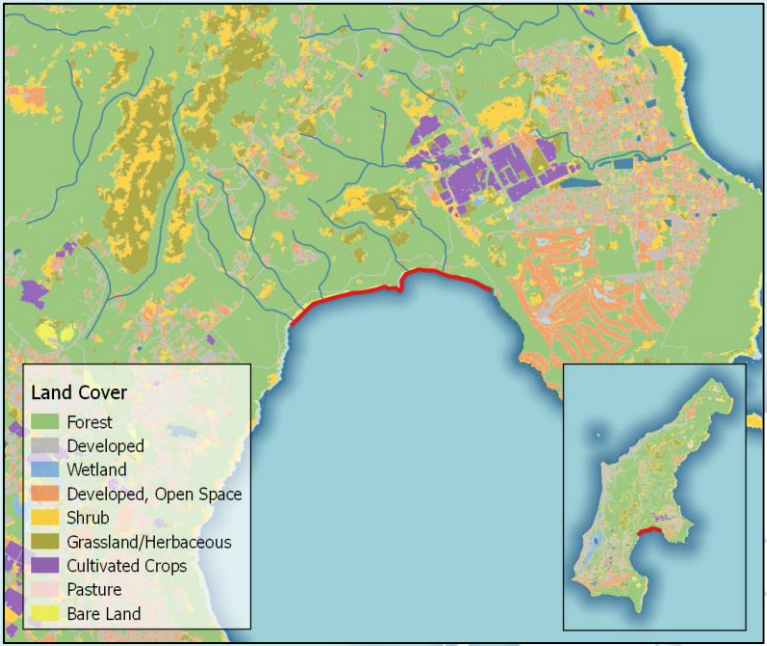 Land Cover
Forest
Developed
Wetland
Developed, Open Space
Shrub
Grassland/Herbaceous
Cultivated Crops
Pasture
Bare Land